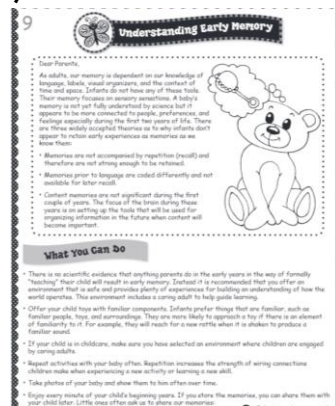 9
Understanding Early Memory
Dear Parents,
As adults, our memory is dependent on our knowledge of
language, labels, visual organizers, and the context of
time and space. Infants do not have any of these tools.
Their memory focuses on sensory sensations. A baby's
memory is not yet fully understood by science but it
appears to be more connected to people, preferences, and
feelings especially during the first two years of life. There
are three widely accepted theories as to why infants don't
appear to retain early experiences as memories as we
know them:
• Memories are not accompanied by repetition (recall) and
therefore are not strong enough to be retained.
• Memories prior to language are coded differently and not
available for later recall.
• Content memories are not significant during the first
couple of years. The focus of the brain during these
years is on setting up the tools that will be used for
organizing information in the future when content will
become important.
What You Can Do
• There is no scientific evidence that anything parents do in the early years in the way of formally
"teaching" their child will result in early memory. Instead it is recommended that you offer an
environment that is safe and provides plenty of experiences for building an understanding of how the
world operates. This environment includes a caring adult to help guide learning.
• Offer your child toys with familiar components. Infants prefer things that are familiar, such as
familiar people, toys, and surroundings. They are more likely to approach a toy if there is an element
of familiarity to it. For example, they will reach for a new rattle when it is shaken to produce a
familiar sound.
• If your child is in childcare, make sure you have selected an environment where children are engaged
by caring adults.
• Repeat activities with your baby often. Repetition increases the strength of wiring connections
children make when experiencing a new activity or learning a new skill.
• Take photos of your baby and show them to him often over time.
• Enjoy every minute of your child's beginning years. If you store the memories, you can share them with
your child later. Little ones often ask us to share our memories.